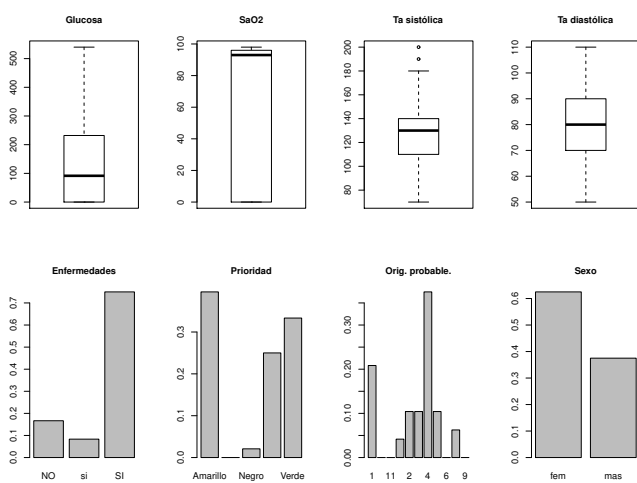 Glucosa
SaO2
Ta sistólica
Ta diastólica
0 100 200 300 400 500
0 20 40 60 80 100
80 100 120 140 160 180 200
50 60 70 80 90 100 110
Enfermedades
Prioridad
Orig. probable.
Sexo
0.0 0.1 0.2 0.3 0.4 0.5 0.6 0.7
0.0 0.1 0.2 0.3
0.00 0.10 0.20 0.30
0.0 0.1 0.2 0.3 0.4 0.5 0.6
NO si SI
Amarillo Negro Verde
1 11 2 4 6 9
fem mas